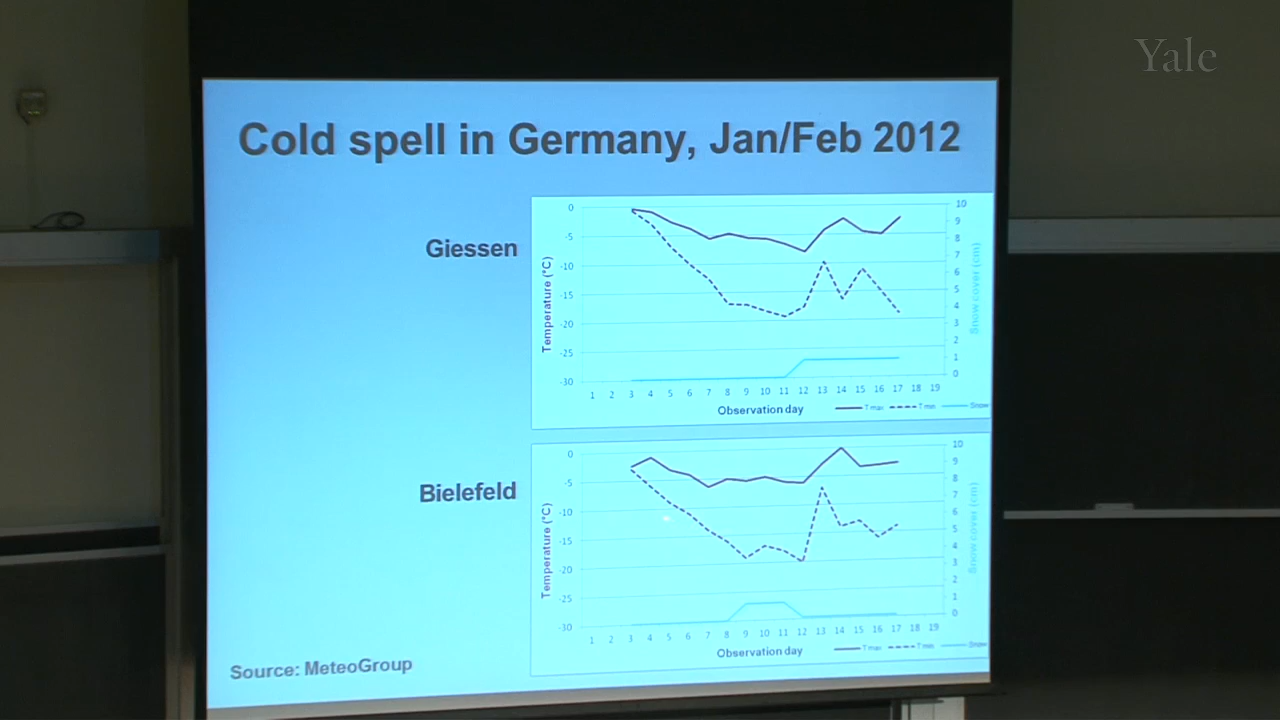 Yale
Cold spell in Germany, Jan/Feb 2012
Giessen
Temperature (°C)
0
-5
-10
-15
-20
-25
-30
10
9
8
7
6
5
4
3
2
1
0
Snow cover (cm)
1 2 3 4 5 6 7 8 9 10 11 12 13 14 15 16 17 18 19
Observation day
T max T min Snow
Bielefeld
Temperature (°C)
0
-5
-10
-15
-20
-25
-30
10
9
8
7
6
5
4
3
2
1
0
Snow cover (cm)
1 2 3 4 5 6 7 8 9 10 11 12 13 14 15 16 17 18 19
Observation day
T max T min Snow
Source: MeteoGroup